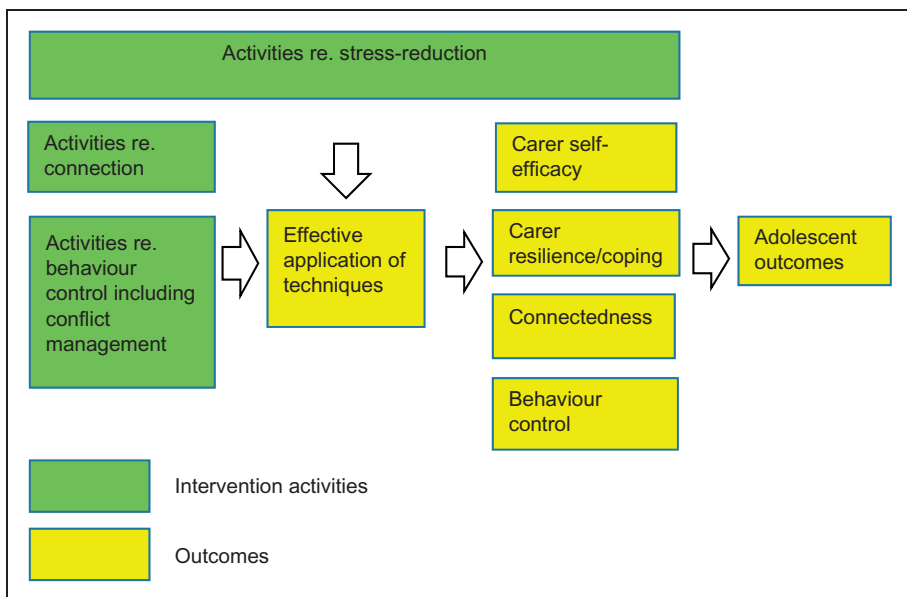 Activities re. stress-reduction
Activities re.
connection
Activities re.
behaviour
control including
conflict
management
Effective
application of
techniques
Carer self-
efficacy
Carer
resilience/coping
Connectedness
Behaviour
control
Adolescent
outcomes
Intervention activities
Outcomes